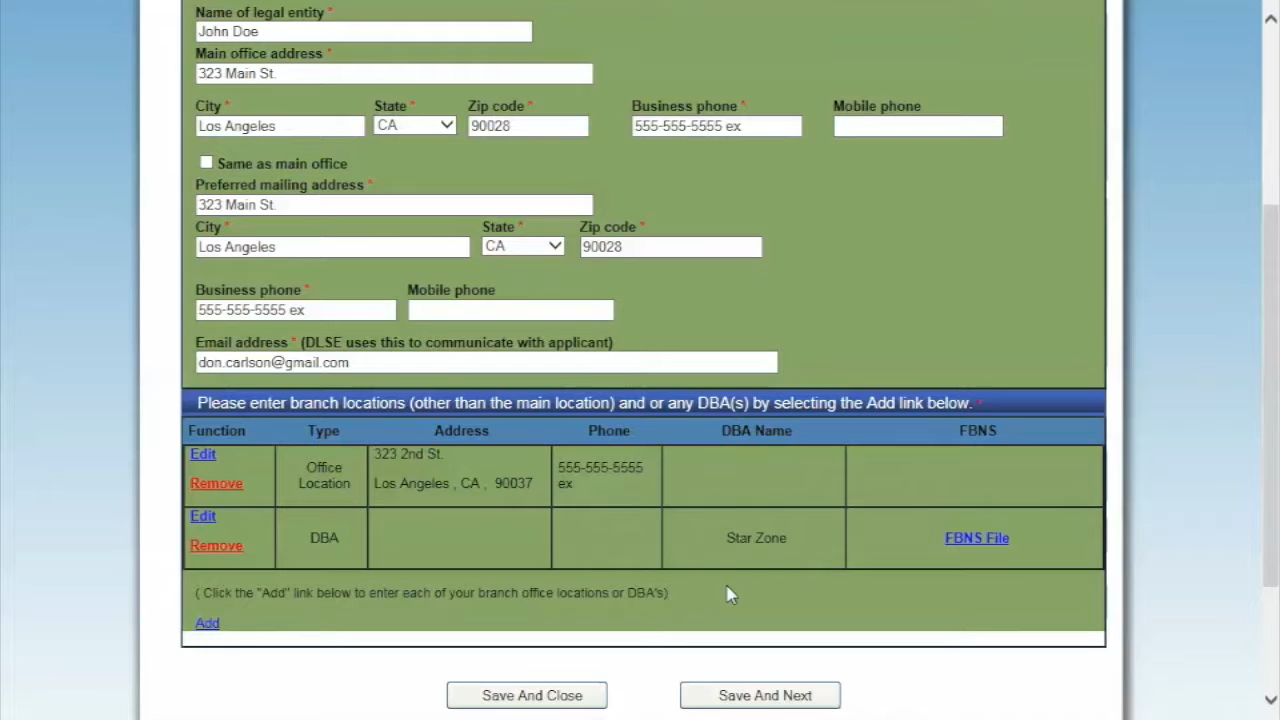 Name of legal entity *
John Doe
Main office address *
323 Main St.
City * State * Zip code * Business phone * Mobile phone
Los Angeles CA 90028 555-555-5555 ex
Same as main office
Preferred mailing address *
323 Main St.
City * State * Zip code *
Los Angeles CA 90028
Business phone * Mobile phone
555-555-5555 ex
Email address * (DLSE uses this to communicate with applicant)
don.carlson@gmail.com
Please enter branch locations (other than the main location) and or any DBA(s) by selecting the Add link below. *
Function Type Address Phone DBA Name FBNS
Edit
Remove
Office
Location
323 2nd St.
Los Angeles , CA , 90037
555-555-5555
ex
Edit
Remove
DBA
Star Zone
FBNS File
( Click the "Add" link below to enter each of your branch office locations or DBA's)
Add
Save And Close Save And Next